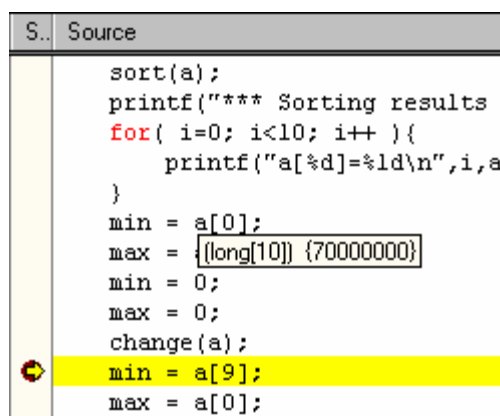 S.. Source
sort(a);
printf("*** Sorting results
for( i=0; i<10; i++ ){
printf("a[%d]=%ld\n",i,a
}
min = a[0];
max =
(long[10]) {70000000}
min = 0;
max = 0;
change(a);
min = a[9];
max = a[0];